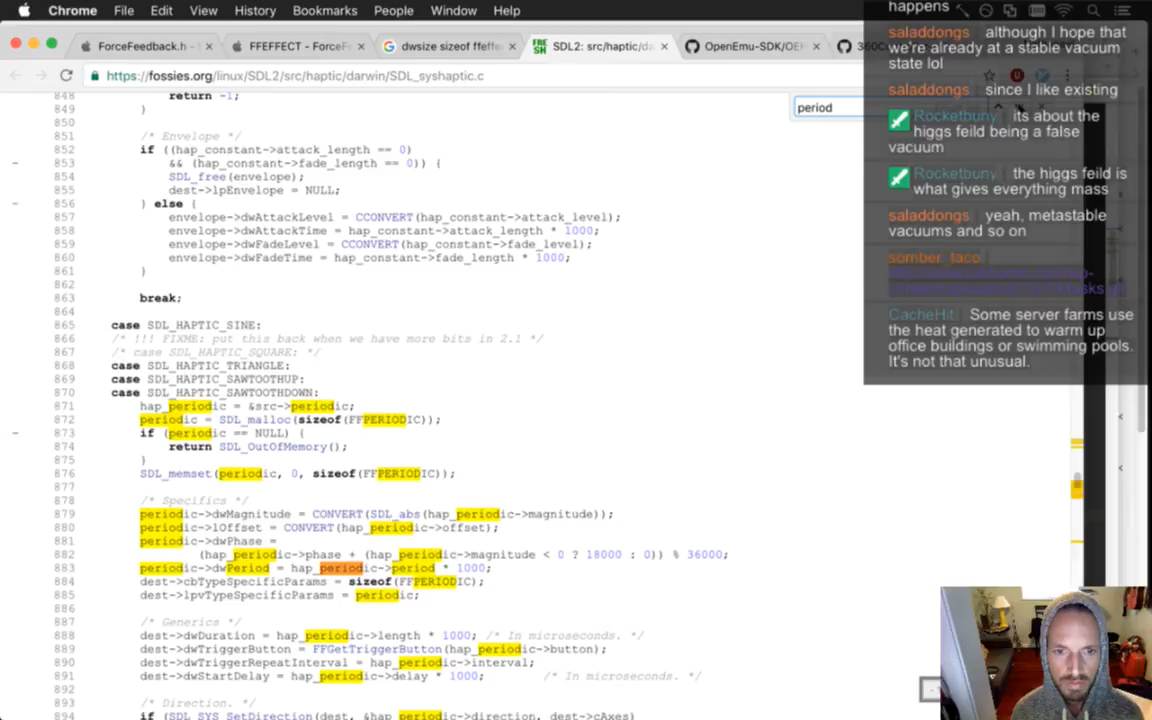 Chrome File Edit View History Bookmarks People Window Help
ForceFeedback.h -
FFEFFECT - ForceF
dwsize sizeof ffeffe
SDL2: src/haptic/da
OpenEmu-SDK/OEH
360C
https://fossies.org/linux/SDL2/src/haptic/darwin/SDL_syshaptic.c
period
848 return -1;
849 }
850
851 /* Envelope */
852 if ((hap_constant->attack_length == 0)
853 && (hap_constant->fade_length == 0)) {
854 SDL_free(envelope);
855 dest->lpEnvelope = NULL;
856 } else {
857 envelope->dwAttackLevel = CCONVERT(hap_constant->attack_level);
858 envelope->dwAttackTime = hap_constant->attack_length * 1000;
859 envelope->dwFadeLevel = CCONVERT(hap_constant->fade_level);
860 envelope->dwFadeTime = hap_constant->fade_length * 1000;
861 }
862
863 break;
864
865 case SDL_HAPTIC_SINE:
866 /* !!! FIXME: put this back when we have more bits in 2.1 */
867 /* case SDL_HAPTIC_SQUARE: */
868 case SDL_HAPTIC_TRIANGLE:
869 case SDL_HAPTIC_SAWTOOTHUP:
870 case SDL_HAPTIC_SAWTOOTHDOWN:
871 hap_periodic = &src->periodic;
872 periodic = SDL_malloc(sizeof(FFPERIODIC));
873 if (periodic == NULL) {
874 return SDL_OutOfMemory();
875 }
876 SDL_memset(periodic, 0, sizeof(FFPERIODIC));
877
878 /* Specifics */
879 periodic->dwMagnitude = CONVERT(SDL_abs(hap_periodic->magnitude));
880 periodic->lOffset = CONVERT(hap_periodic->offset);
881 periodic->dwPhase =
882 (hap_periodic->phase + (hap_periodic->magnitude < 0 ? 18000 : 0)) % 36000;
883 periodic->dwPeriod = hap_periodic->period * 1000;
884 dest->cbTypeSpecificParams = sizeof(FFPERIODIC);
885 dest->lpvTypeSpecificParams = periodic;
886
887 /* Generics */
888 dest->dwDuration = hap_periodic->length * 1000; /* In microseconds. */
889 dest->dwTriggerButton = FFGetTriggerButton(hap_periodic->button);
890 dest->dwTriggerRepeatInterval = hap_periodic->interval;
891 dest->dwStartDelay = hap_periodic->delay * 1000; /* In microseconds. */
892
893 /* Direction. */
894 if (SDL_SYS_SetDirection(dest, &hap_periodic->direction, dest->cAxes)
happens
saladdongs although I hope that
we're already at a stable vacuum
state lol
saladdongs since I like existing
Rocketbuny its about the
higgs feild being a false
vacuum
Rocketbuny the higgs feild is
what gives everything mass
saladdongs yeah, metastable
vacuums and so on
somber_taco
CacheHit Some server farms use
the heat generated to warm up
office buildings or swimming pools.
It's not that unusual.